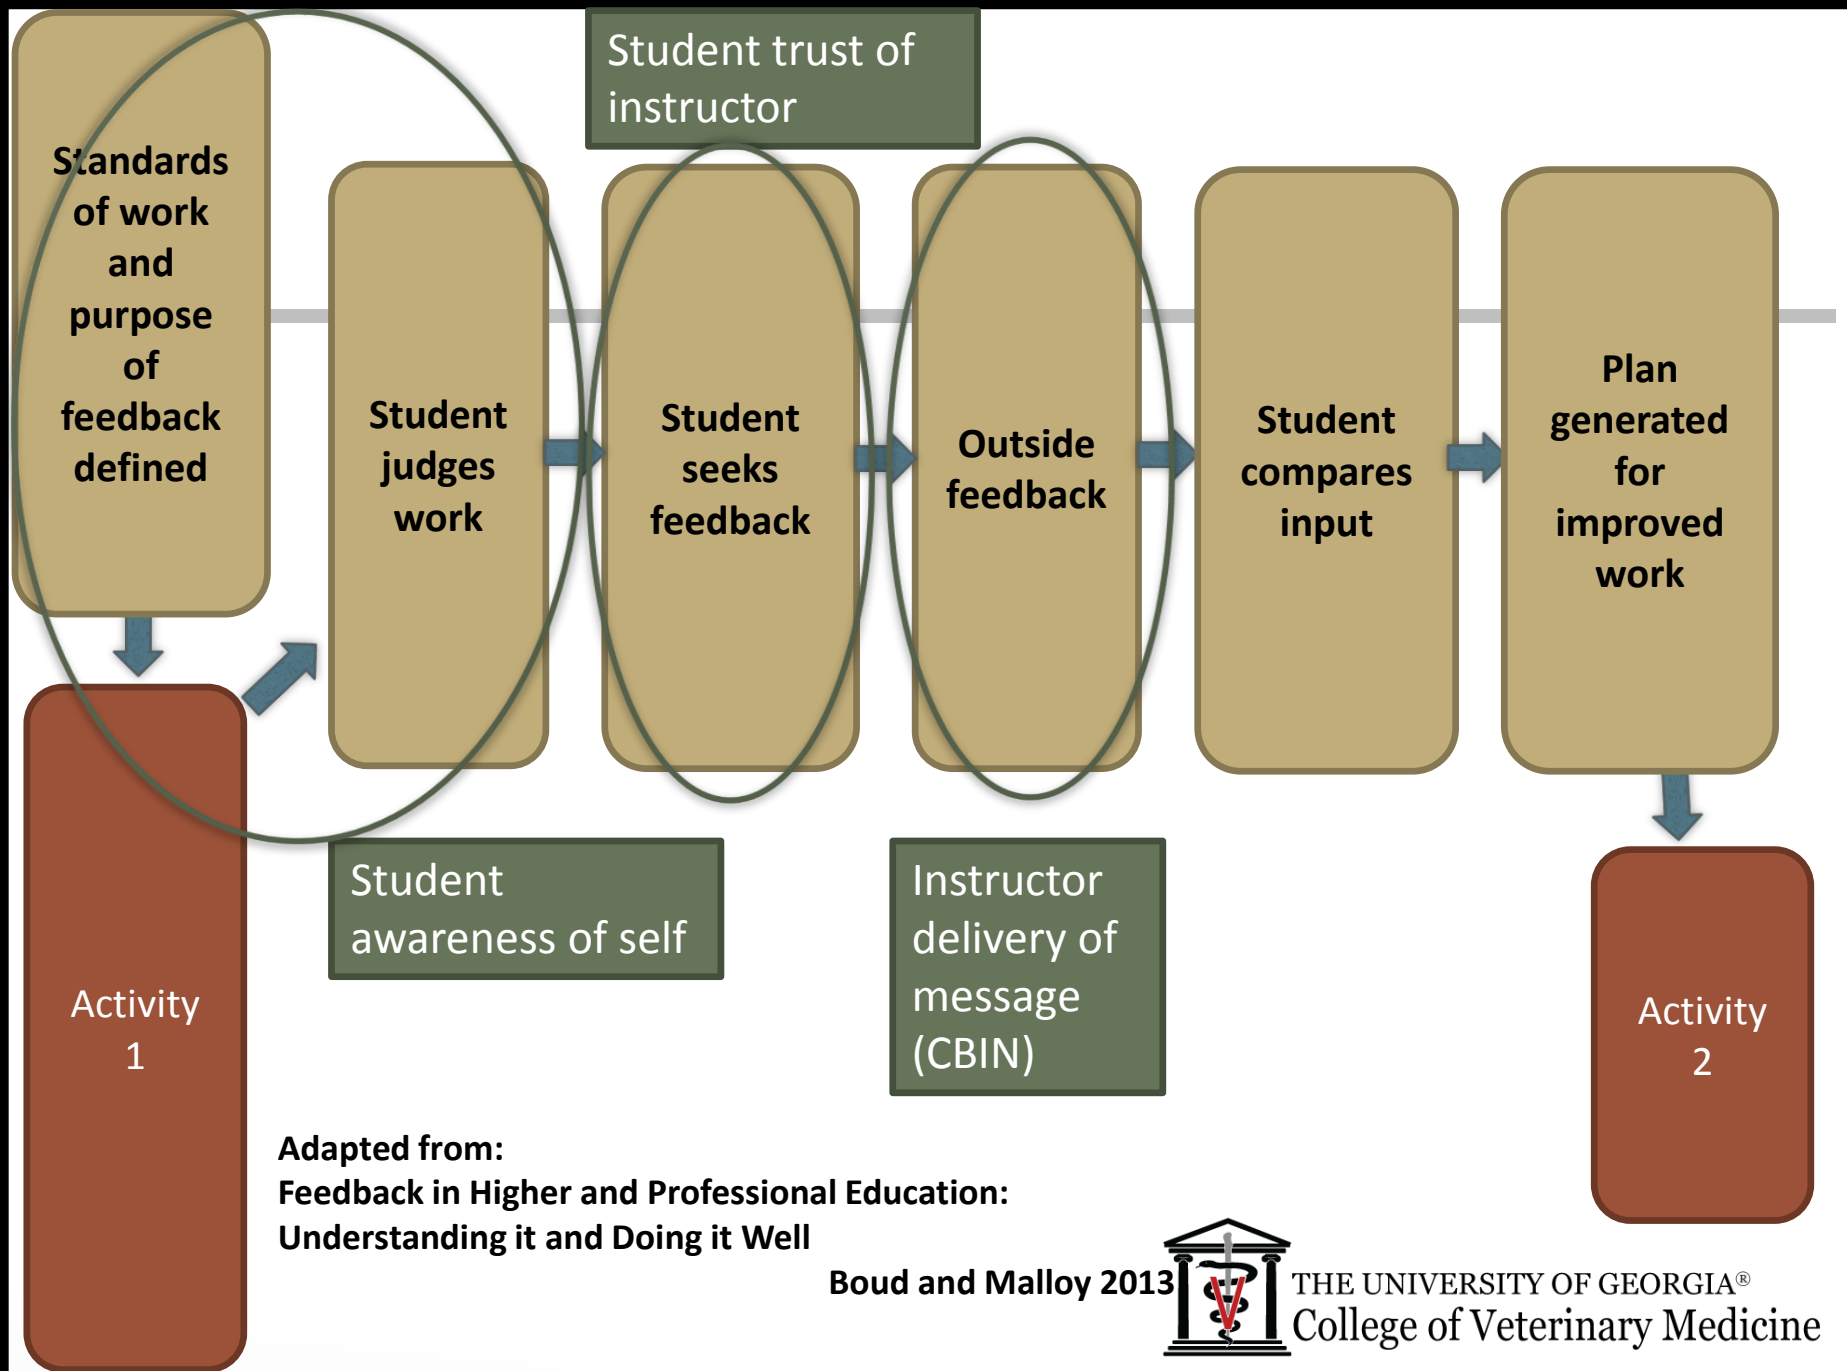 Standards
of work
and
purpose
of
feedback
defined
Student trust of
instructor
Student
judges
work
Student
seeks
feedback
Outside
feedback
Student
compares
input
Plan
generated
for
improved
work
Activity
1
Student
awareness of self
Instructor
delivery of
message
(CBIN)
Activity
2
Adapted from:
Feedback in Higher and Professional Education:
Understanding it and Doing it Well
Boud and Malloy 2013
V
THE UNIVERSITY OF GEORGIA®
College of Veterinary Medicine